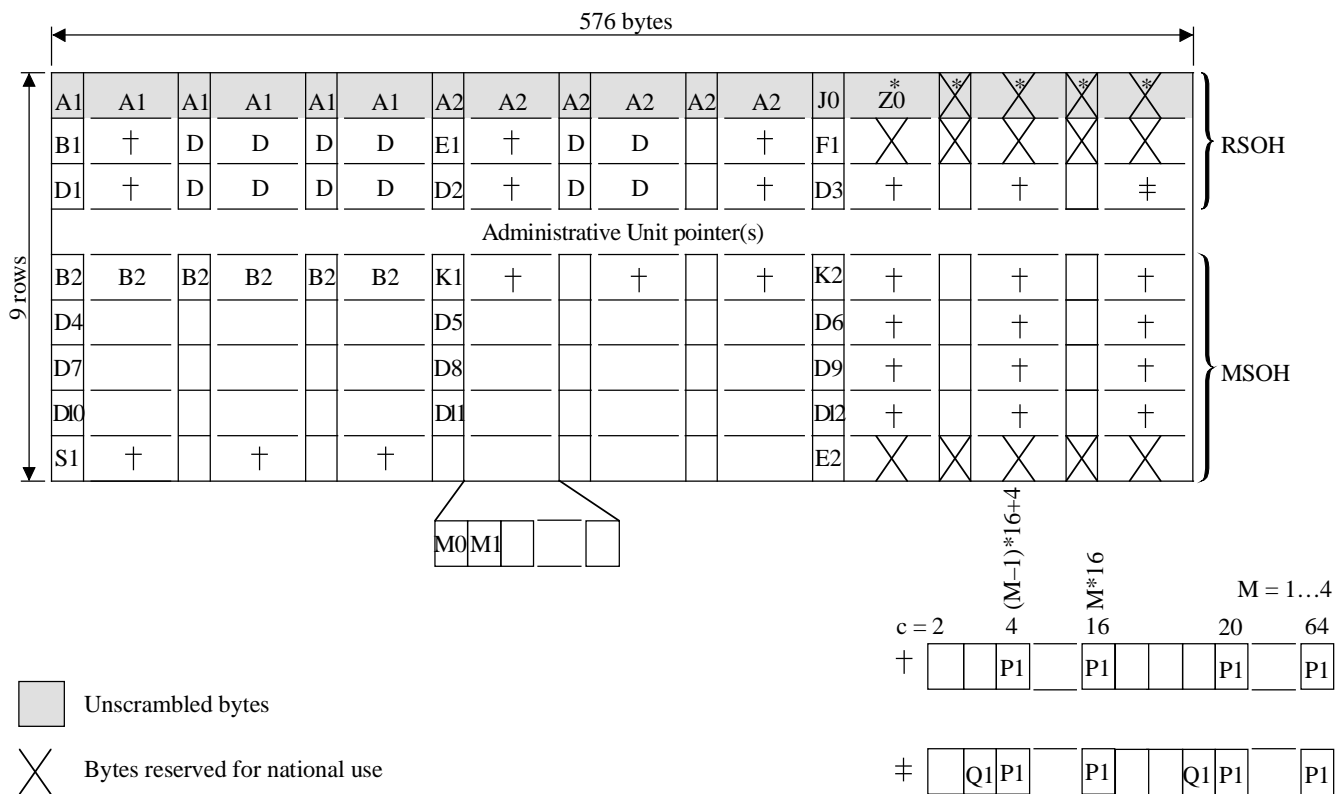 576 bytes
9 rows
* * * * *
A1 A1 A1 A1 A1 A1 A2 A2 A2 A2 A2 A2 J0 Z0
B1 † D D D D E1 † D D † F1
D1 † D D D D D2 † D D † D3 † † ‡
RSOH
Administrative Unit pointer(s)
B2 B2 B2 B2 B2 B2 K1 † † † K2 † † †
D4 D5 D6 † † †
D7 D8 D9 † † †
D10 D11 D12 † † †
S1 † † † E2
MSOH
M0 M1
(M–1)*16+4
M*16
M = 1…4
c = 2 4 16 20 64
† P1 P1 P1 P1
Unscrambled bytes
Bytes reserved for national use
‡ Q1 P1 P1 Q1 P1 P1